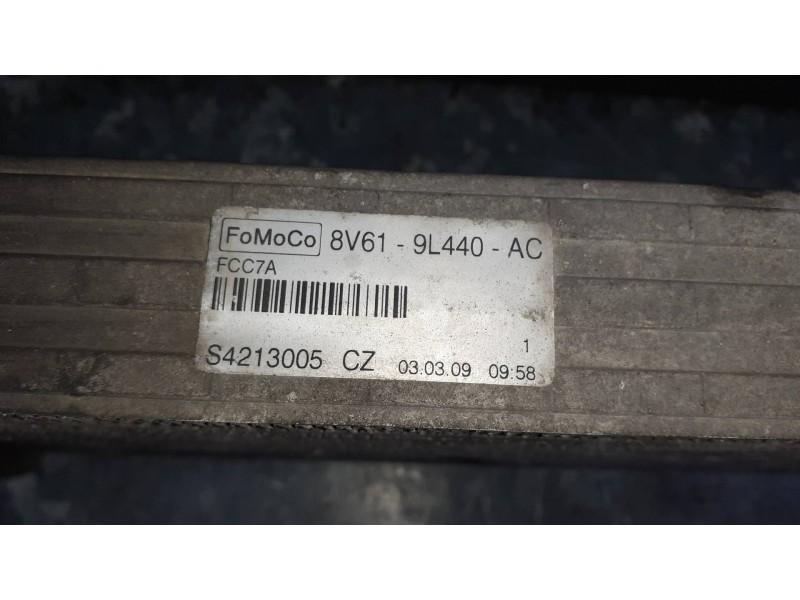 FoMoCo 8V61 - 9L440 - AC
FCC7A
1
S4213005 CZ 03.03.09 09:58